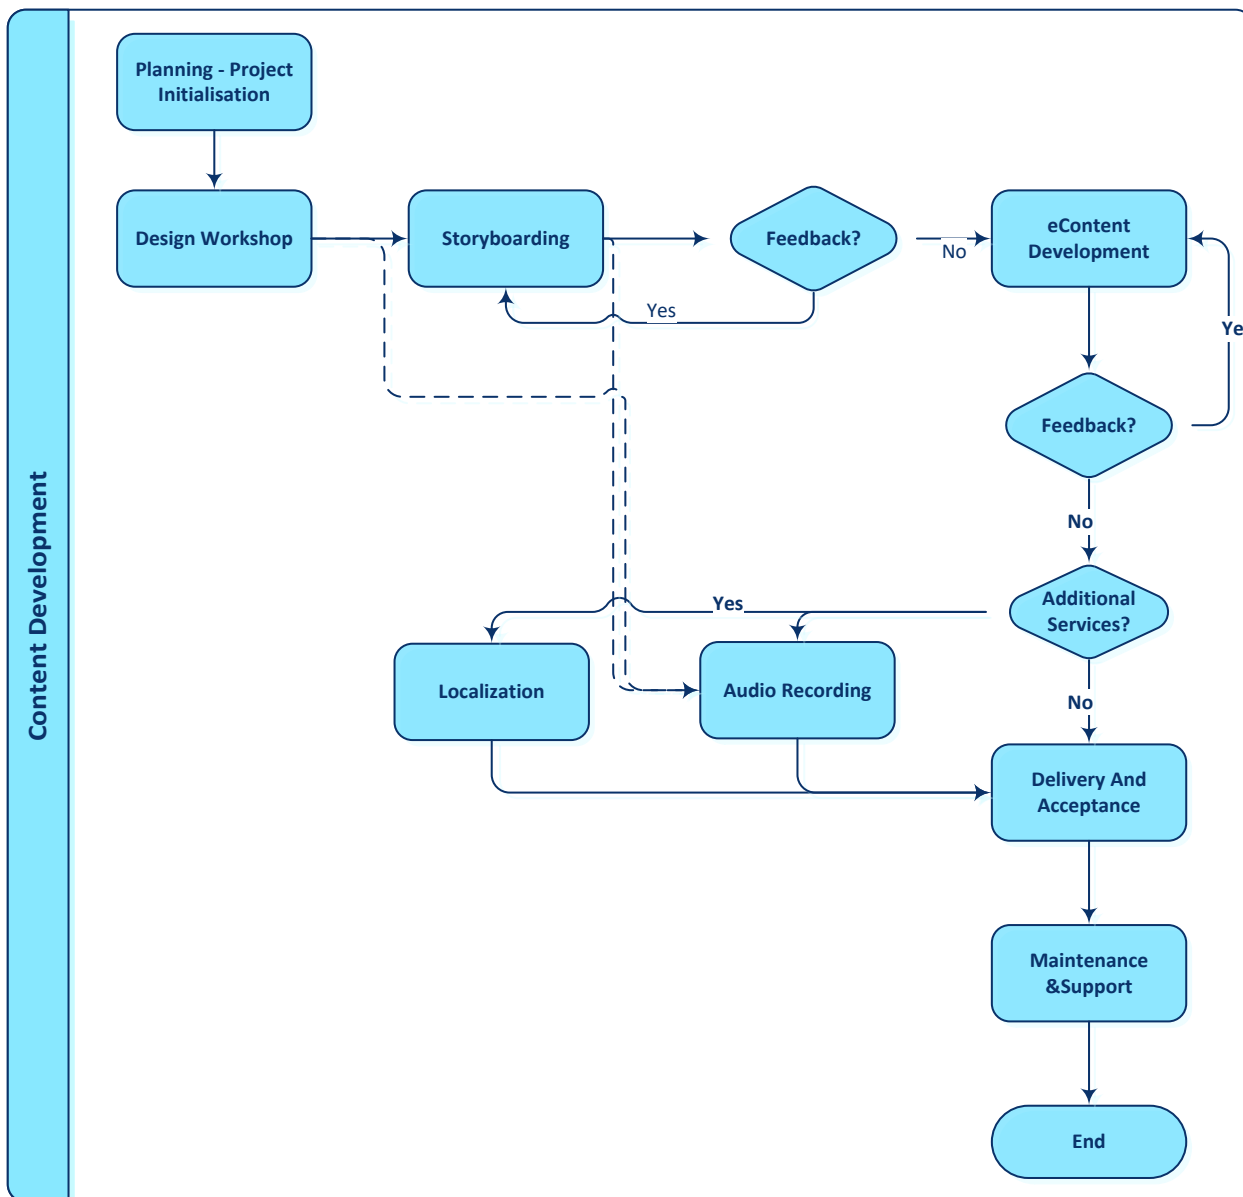 Content Development
Planning - Project
Initialisation
Design Workshop
Storyboarding
Feedback?
No
eContent
Development
Yes
Feedback?
No
Additional
Services?
Yes
Localization
Audio Recording
No
Delivery And
Acceptance
Maintenance
&Support
End